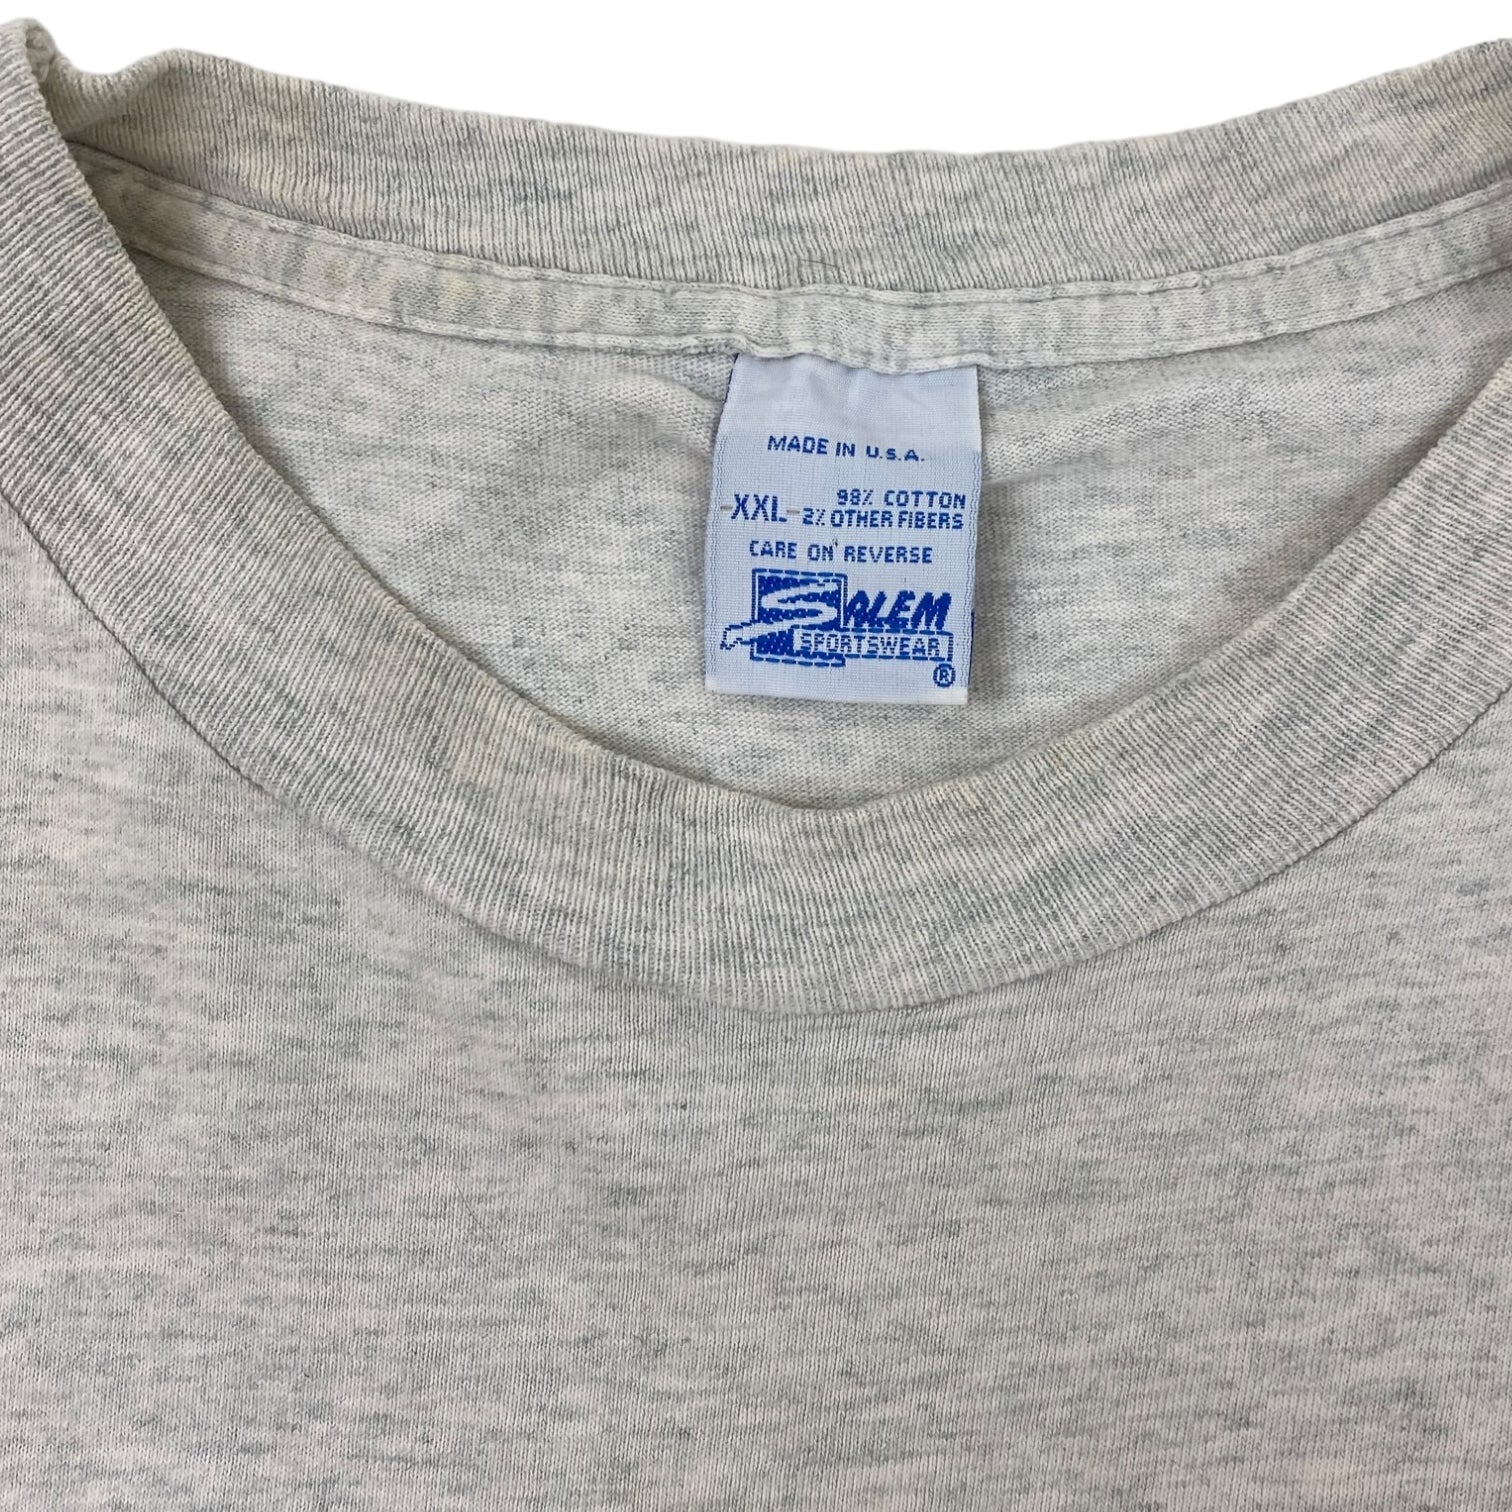 MADE IN U.S.A.
98% COTTON
-XXL- 2% OTHER FIBERS
CARE ON REVERSE
SALEM
SPORTSWEAR
®